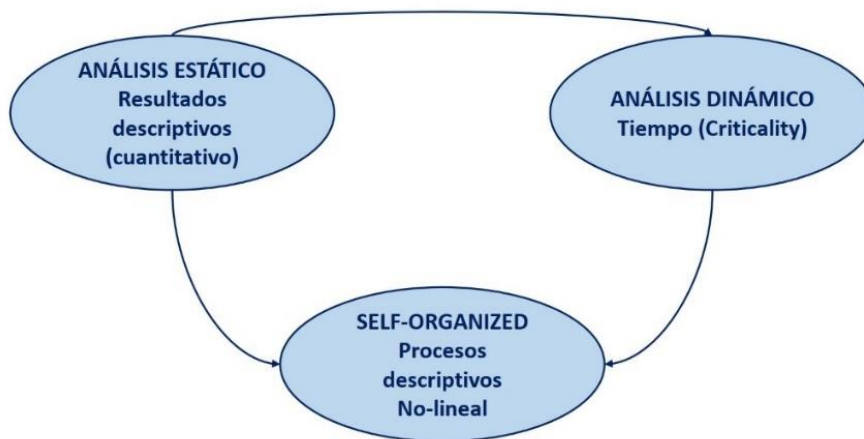 ANÁLISIS ESTÁTICO
Resultados
descriptivos
(cuantitativo)
ANÁLISIS DINÁMICO
Tiempo (Criticality)
SELF-ORGANIZED
Procesos
descriptivos
No-lineal